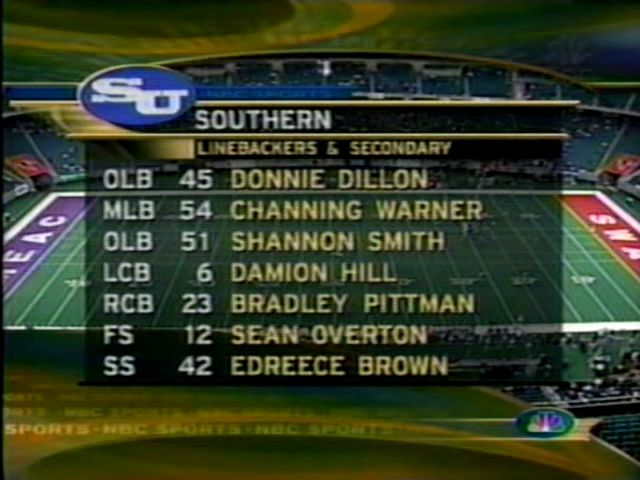 SU
NBC SPORTS
SOUTHERN
LINEBACKERS & SECONDARY
OLB 45 DONNIE DILLON
MLB 54 CHANNING WARNER
OLB 51 SHANNON SMITH
LCB 6 DAMION HILL
RCB 23 BRADLEY PITTMAN
FS 12 SEAN OVERTON
SS 42 EDREECE BROWN
EAC
SWA
SPORTS·NBC SPORTS·NBC SPORTS